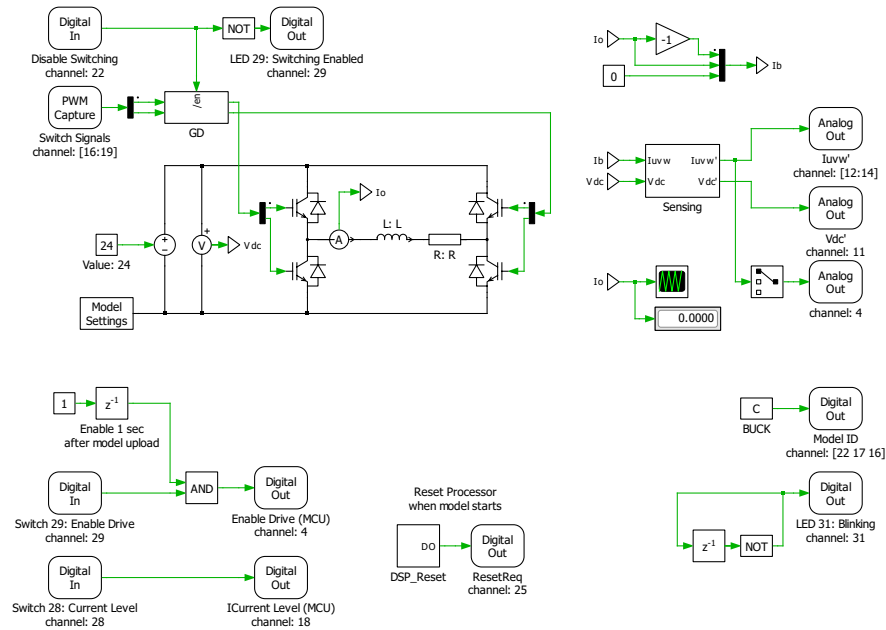 Digital
In
Disable Switching
channel: 22
NOT
Digital
Out
LED 29: Switching Enabled
channel: 29
PWM
Capture
Switch Signals
channel: [16:19]
/en
GD
Io
-1
0
Ib
Ib
Vdc
Iuvw
Vdc
Iuvw'
Vdc'
Sensing
Analog
Out
Iuvw'
channel: [12:14]
Analog
Out
Vdc'
channel: 11
Io
0.0000
Analog
Out
channel: 4
24
Value: 24
V
Vdc
Io
A
L: L
R: R
Model
Settings
1
z-1
Enable 1 sec
after model upload
Digital
In
Switch 29: Enable Drive
channel: 29
AND
Digital
Out
Enable Drive (MCU)
channel: 4
Digital
In
Switch 28: Current Level
channel: 28
Digital
Out
ICurrent Level (MCU)
channel: 18
Reset Processor
when model starts
DO
DSP_Reset
Digital
Out
ResetReq
channel: 25
C
BUCK
Digital
Out
Model ID
channel: [22 17 16]
z-1
NOT
Digital
Out
LED 31: Blinking
channel: 31